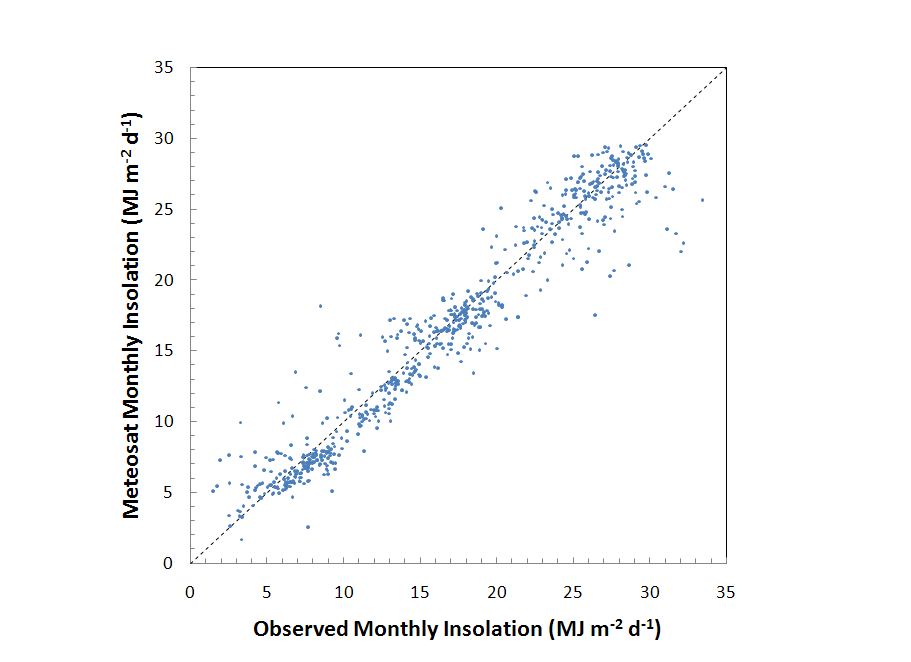 35
30
25
20
15
10
5
0
Meteosat Monthly Insolation (MJ m-2 d-1)
0 5 10 15 20 25 30 35
Observed Monthly Insolation (MJ m-2 d-1)